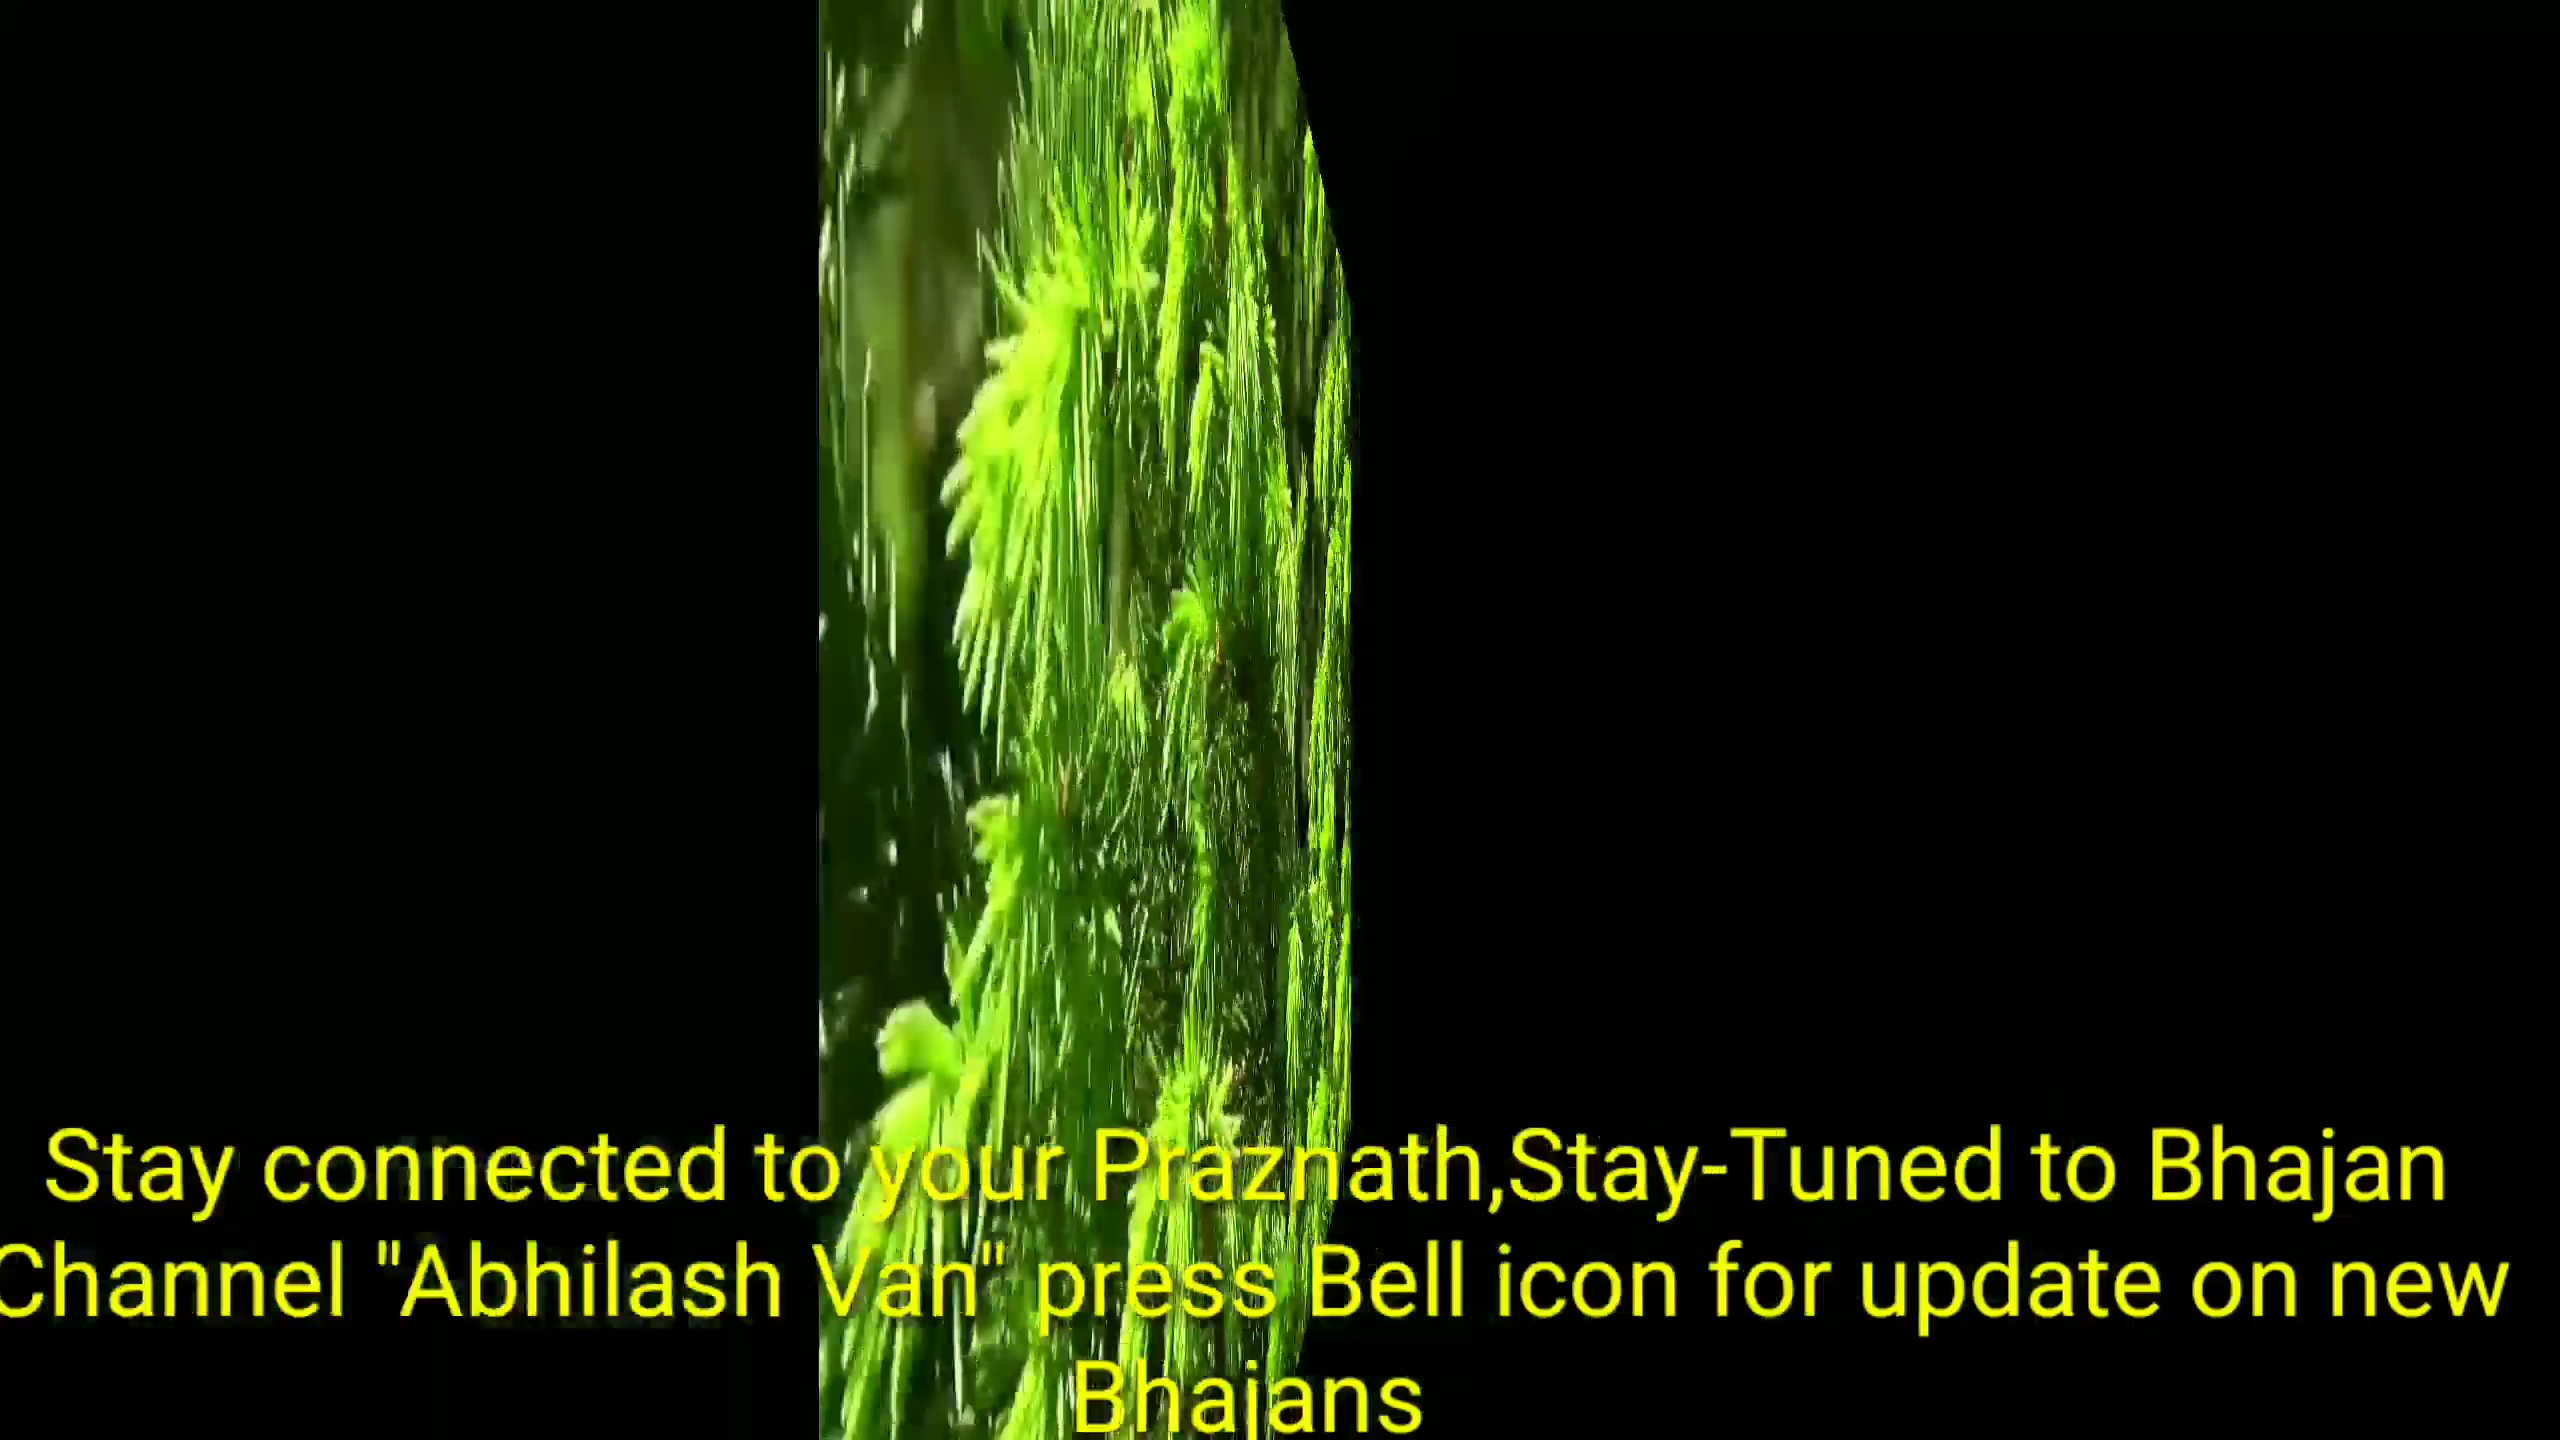 Stay connected to your Praznath,Stay-Tuned to Bhajan
Channel "Abhilash Van" press Bell icon for update on new
Bhajans